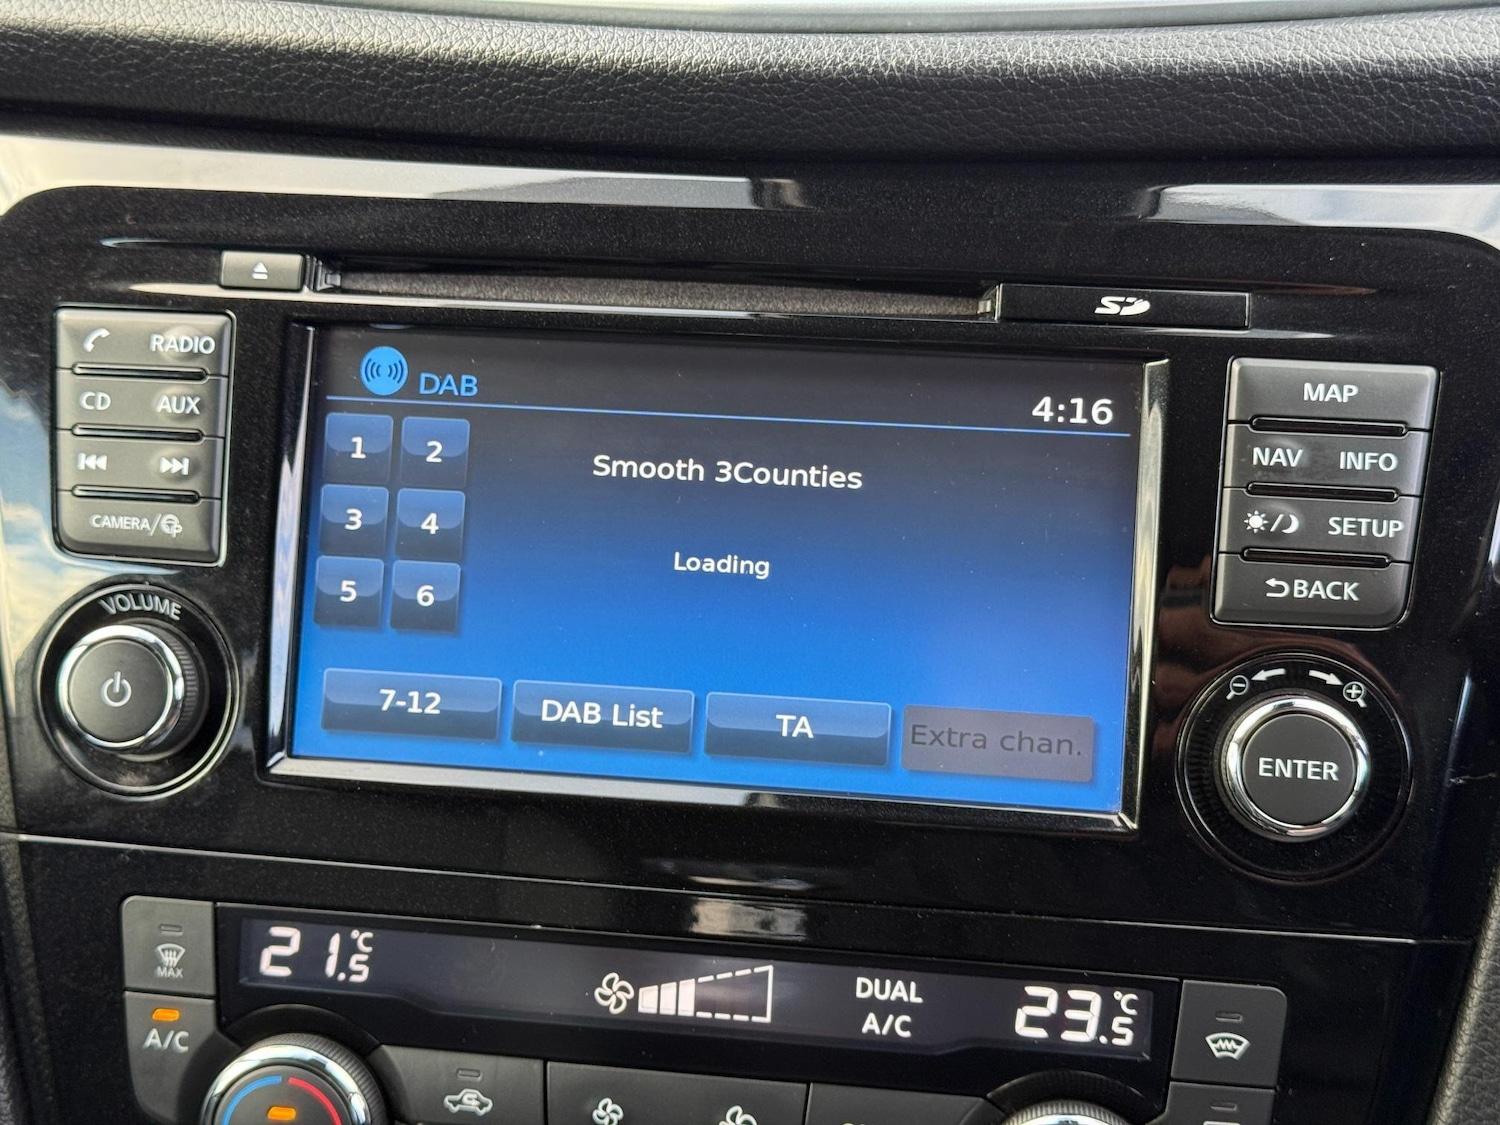 SD
RADIO
CD AUX
CAMERA/
VOLUME
DAB
4:16
1 2
3 4
5 6
Smooth 3Counties
Loading
7-12 DAB List TA Extra chan.
MAP
NAV INFO
SETUP
BACK
ENTER
MAX
A/C
21.5°C
DUAL
A/C
23.5°C